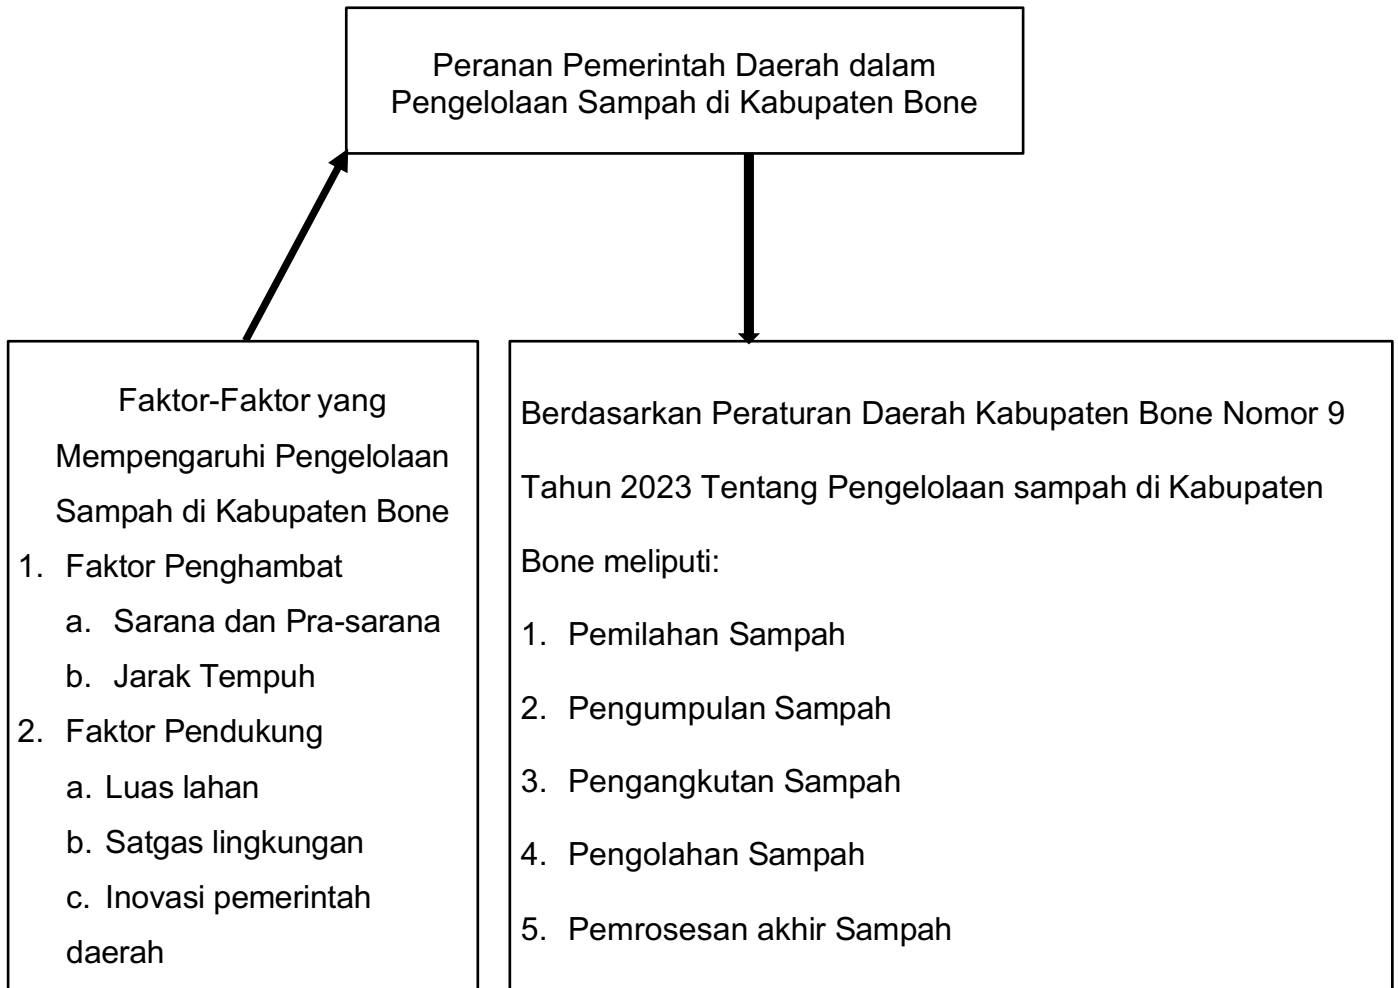 Peranan Pemerintah Daerah dalam
Pengelolaan Sampah di Kabupaten Bone
Faktor-Faktor yang
Mempengaruhi Pengelolaan
Sampah di Kabupaten Bone
1. Faktor Penghambat
a. Sarana dan Pra-sarana
b. Jarak Tempuh
2. Faktor Pendukung
a. Luas lahan
b. Satgas lingkungan
c. Inovasi pemerintah
daerah
Berdasarkan Peraturan Daerah Kabupaten Bone Nomor 9
Tahun 2023 Tentang Pengelolaan sampah di Kabupaten
Bone meliputi:
1. Pemilahan Sampah
2. Pengumpulan Sampah
3. Pengangkutan Sampah
4. Pengolahan Sampah
5. Pemrosesan akhir Sampah